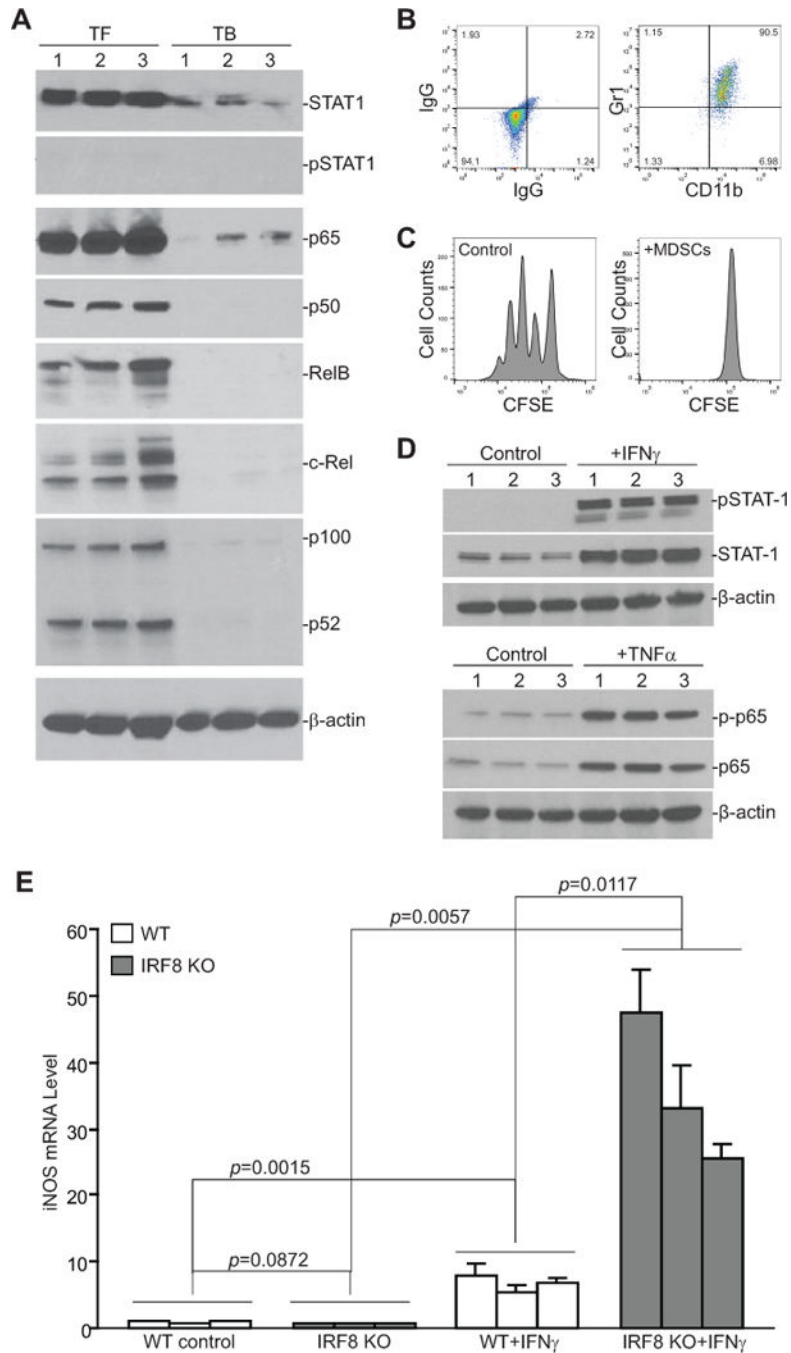 A
TF TB
1 2 3 1 2 3
-STAT1
-pSTAT1
-p65
-p50
-RelB
-c-Rel
-p100
-p52
-β-actin
B
1.93 2.72
94.1 1.24
IgG
IgG
1.15 90.5
1.33 6.98
Gr1
CD11b
C
Control
200
150
100
50
0
Cell Counts
CFSE
+MDSCs
Cell Counts
CFSE
D
Control +IFNγ
1 2 3 1 2 3
-pSTAT-1
-STAT-1
-β-actin
Control +TNFα
1 2 3 1 2 3
-p-p65
-p65
-β-actin
E
p=0.0117
p=0.0057
WT
IRF8 KO
p=0.0015
p=0.0872
60
50
40
30
20
10
0
iNOS mRNA Level
WT control IRF8 KO WT+IFNγ IRF8 KO+IFNγ